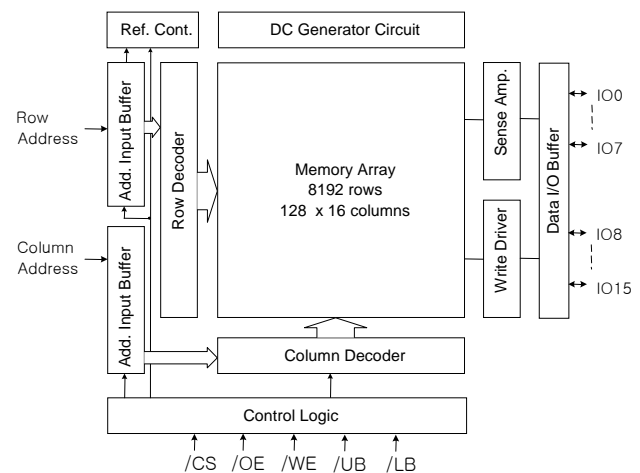 Ref. Cont.
DC Generator Circuit
Row
Address
Add. Input Buffer
Row Decoder
Memory Array
8192 rows
128 x 16 columns
Sense Amp.
Data I/O Buffer
IO0
IO7
Column
Address
Add. Input Buffer
Write Driver
IO8
IO15
Column Decoder
Control Logic
/CS /OE /WE /UB /LB